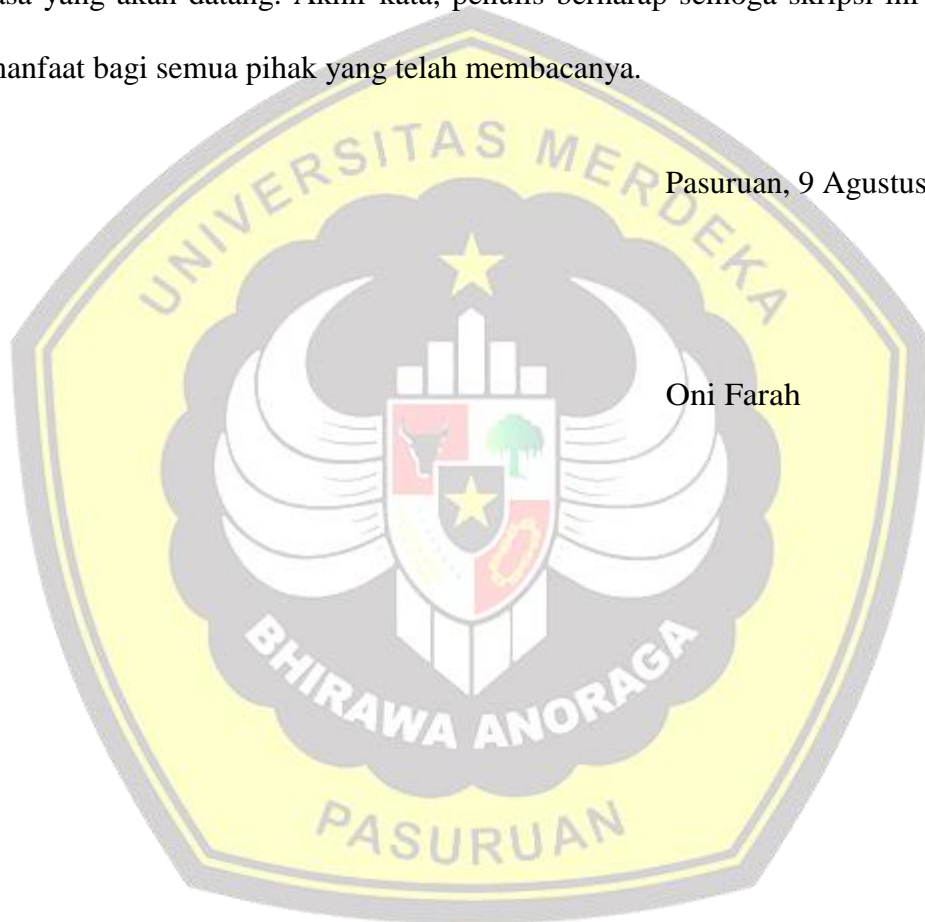 asa yang akan datang. Akhir kata, penulis berharap semoga skripsi ini
manfaat bagi semua pihak yang telah membacanya.
Pasuruan, 9 Agustus
Oni Farah
UNIVERSITAS MERDEKA
BHIRAWA ANORAGA
PASURUAN